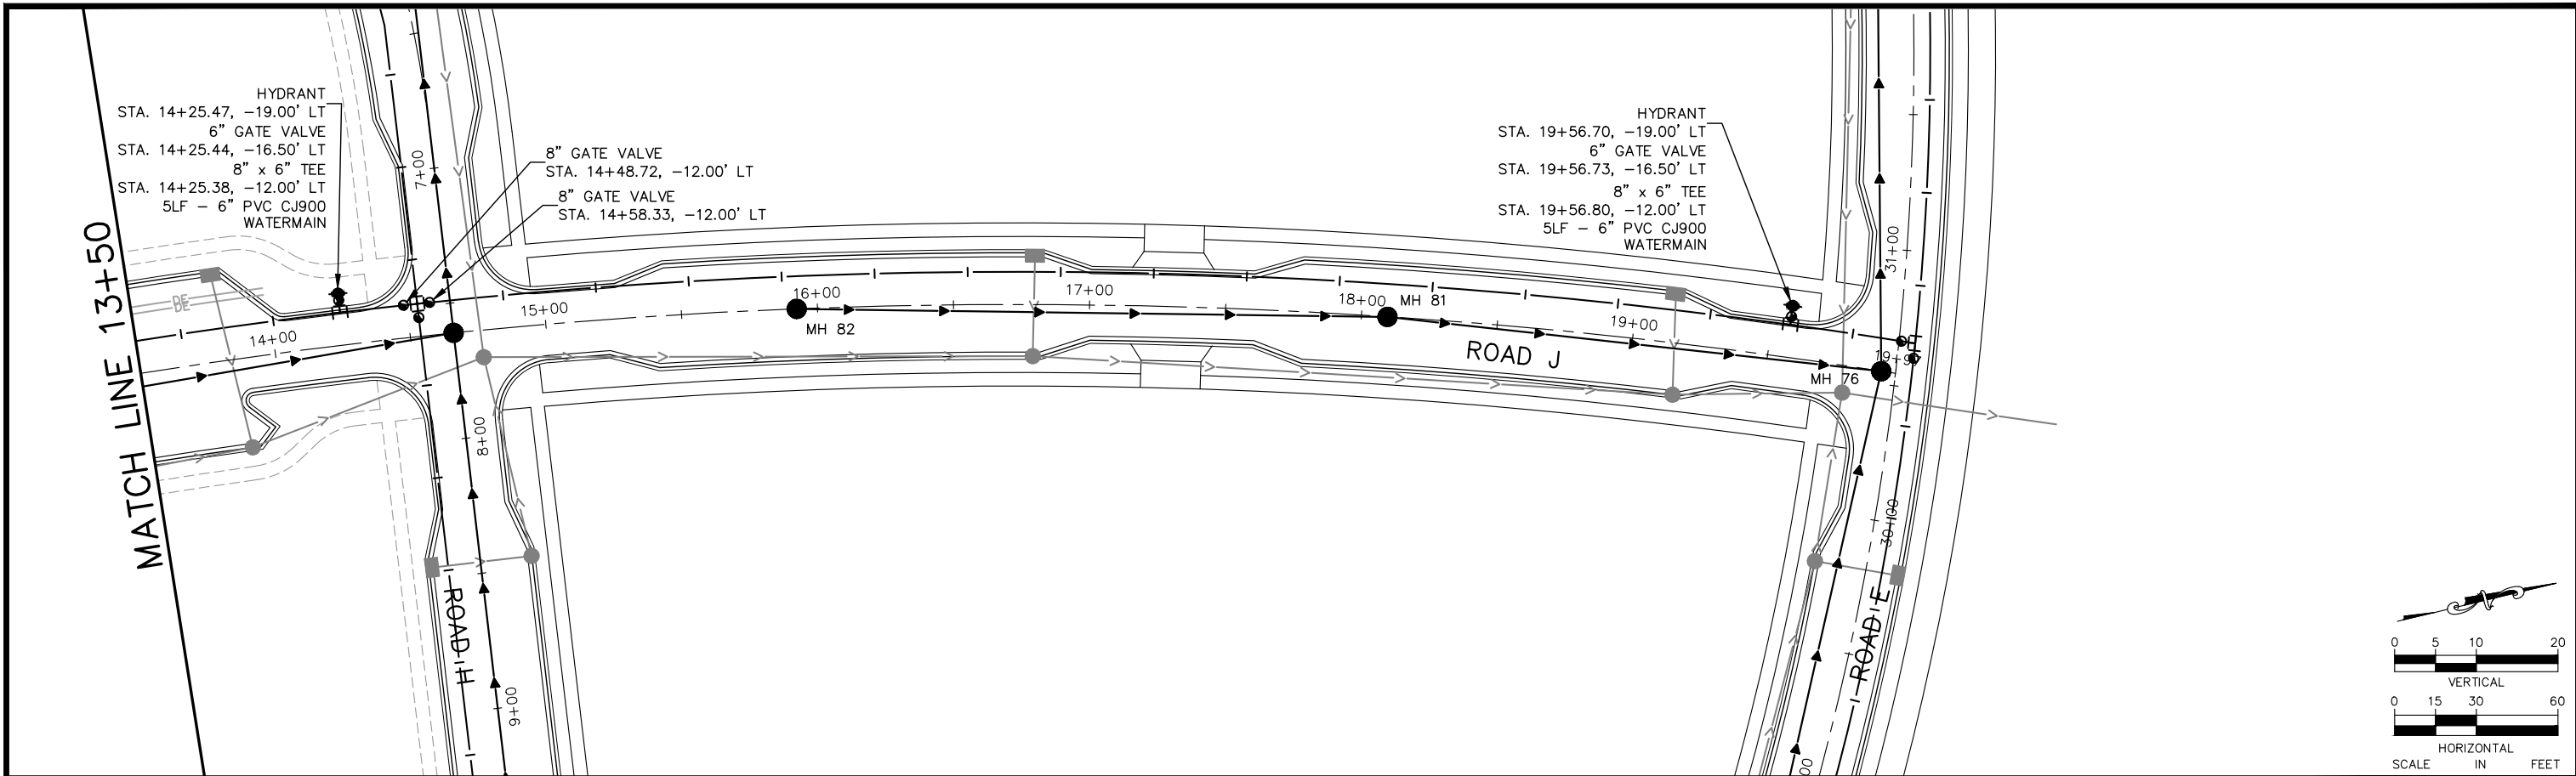 HYDRANT
STA. 14+25.47, −19.00' LT
6" GATE VALVE
STA. 14+25.44, −16.50' LT
8" x 6" TEE
STA. 14+25.38, −12.00' LT
5LF − 6" PVC CJ900
WATERMAIN
8" GATE VALVE
STA. 14+48.72, −12.00' LT
8" GATE VALVE
STA. 14+58.33, −12.00' LT
HYDRANT
STA. 19+56.70, −19.00' LT
6" GATE VALVE
STA. 19+56.73, −16.50' LT
8" x 6" TEE
STA. 19+56.80, −12.00' LT
5LF − 6" PVC CJ900
WATERMAIN
MATCH LINE 13+50
BE
14+00
15+00
16+00
17+00
18+00
19+00
MH 82
MH 81
MH 76
ROAD J
7+00
8+00
9+00
ROAD H
31+00
30+00
ROAD E
00
0 5 10 20
VERTICAL
0 15 30 60
HORIZONTAL
SCALE IN FEET